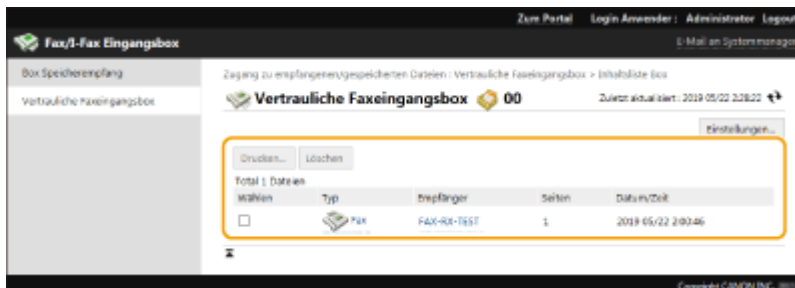 Zum Portal Login Anwender : Administrator Logout
Fax/I-Fax Eingangsbox
E-Mail an Systemmanager
Box Speicherempfang
Vertrauliche Faxeingangsbox
Zugang zu empfangenen/gespeicherten Dateien : Vertrauliche Faxeingangsbox > Inhaltsliste Box
Vertrauliche Faxeingangsbox 00
Zuletzt aktualisiert : 2019 05/22 2:28:22
Einstellungen...
Drucken... Löschen
Total 1 Dateien
Wählen Typ Empfänger Seiten Datum/Zeit
Fax FAX-RX-TEST 1 2019 05/22 2:00:46
Copyright CANON INC.